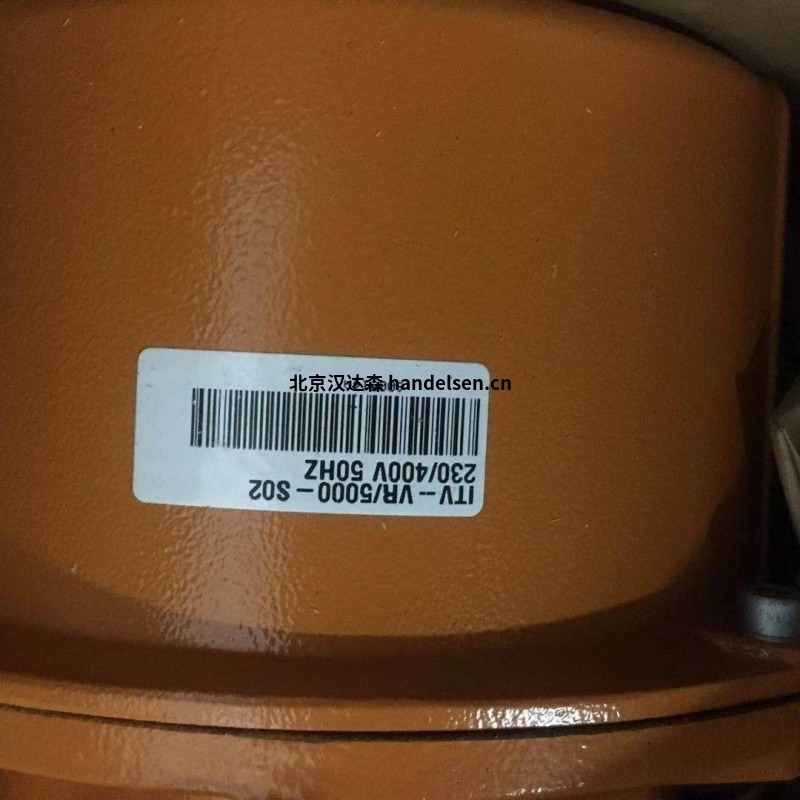 北京汉达森 handelsen.cn
ITV -- VR/5000 - S02
230/400V 50HZ